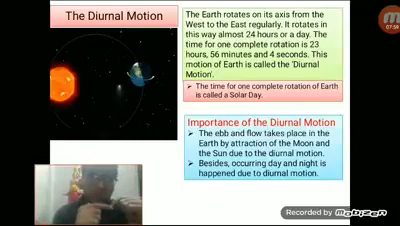 The Diurnal Motion
The Earth rotates on its axis from the
West to the East regularly. It rotates in
this way almost 24 hours or a day. The
time for one complete rotation is 23
hours, 56 minutes and 4 seconds. This
motion of Earth is called the 'Diurnal
Motion'.
The time for one complete rotation of Earth
is called a Solar Day.
Importance of the Diurnal Motion
The ebb and flow takes place in the
Earth by attraction of the Moon and
the Sun due to the diurnal motion.
Besides, occurring day and night is
happened due to diurnal motion.
07:59
Recorded by
Mobizen